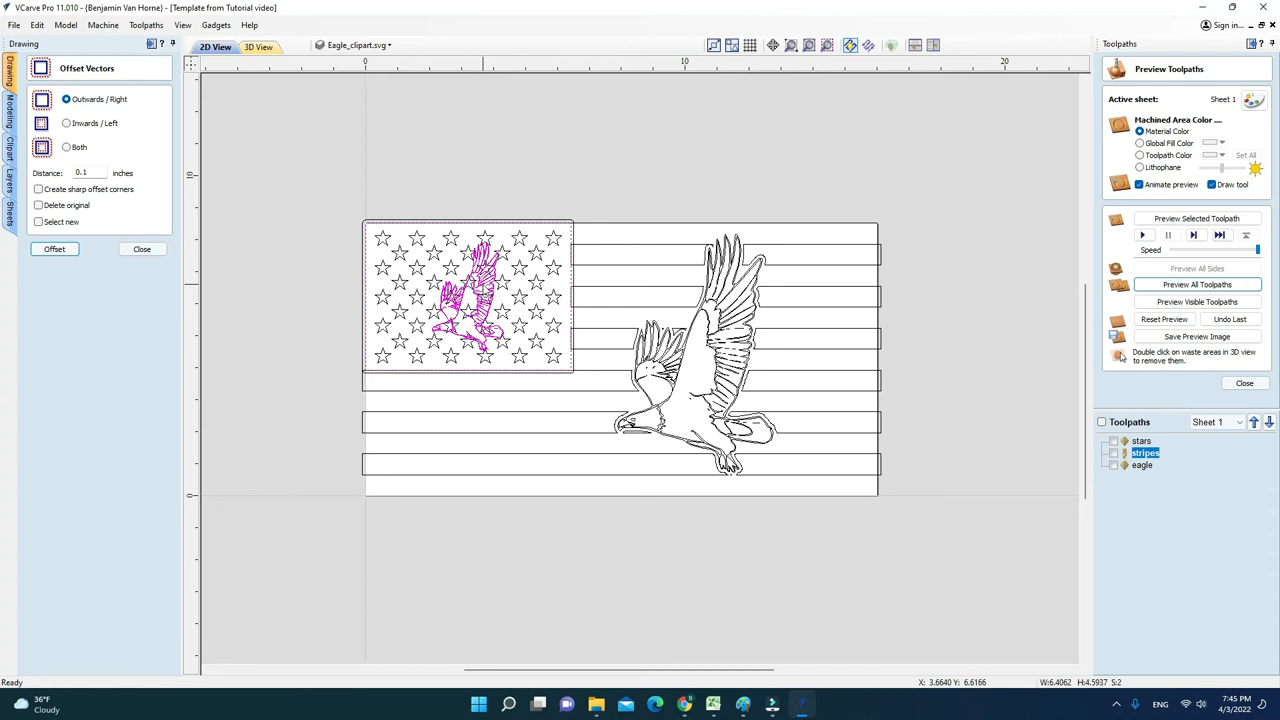 VCarve Pro 11.010 - {Benjamin Van Horne} - [Template from Tutorial video]
File Edit Model Machine Toolpaths View Gadgets Help
Sign in...
Drawing
2D View 3D View Eagle_clipart.svg
Toolpaths
Drawing
Modeling
Clipart
Layers
Sheets
Offset Vectors
Outwards / Right
Inwards / Left
Both
Distance: 0.1 inches
Create sharp offset corners
Delete original
Select new
Offset Close
0 10 20
10
0
Preview Toolpaths
Active sheet: Sheet 1
Machined Area Color ....
Material Color
Global Fill Color
Toolpath Color Set All
Lithophane
Animate preview Draw tool
Preview Selected Toolpath
Speed
Preview All Sides
Preview All Toolpaths
Preview Visible Toolpaths
Reset Preview Undo Last
Save Preview Image
Double click on waste areas in 3D view
to remove them.
Close
Toolpaths Sheet 1
stars
stripes
eagle
Ready
X: 3.6640 Y: 6.6166 W:6.4062 H:4.5937 S:2
36°F
Cloudy
ENG
7:45 PM
4/3/2022